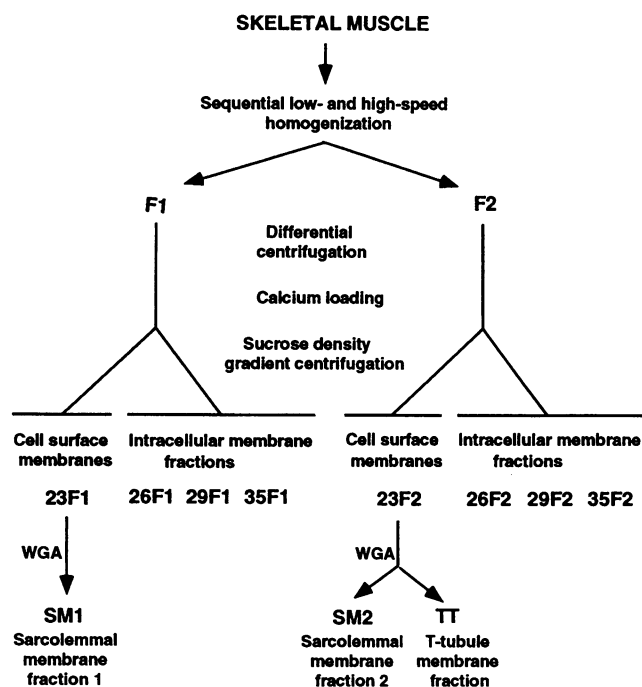 SKELETAL MUSCLE
Sequential low- and high-speed
homogenization
F1
F2
Differential
centrifugation
Calcium loading
Sucrose density
gradient centrifugation
Cell surface
membranes
Intracellular membrane
fractions
Cell surface
membranes
Intracellular membrane
fractions
23F1
26F1 29F1 35F1
23F2
26F2 29F2 35F2
WGA
WGA
SM1
Sarcolemmal
membrane
fraction 1
SM2
Sarcolemmal
membrane
fraction 2
TT
T-tubule
membrane
fraction